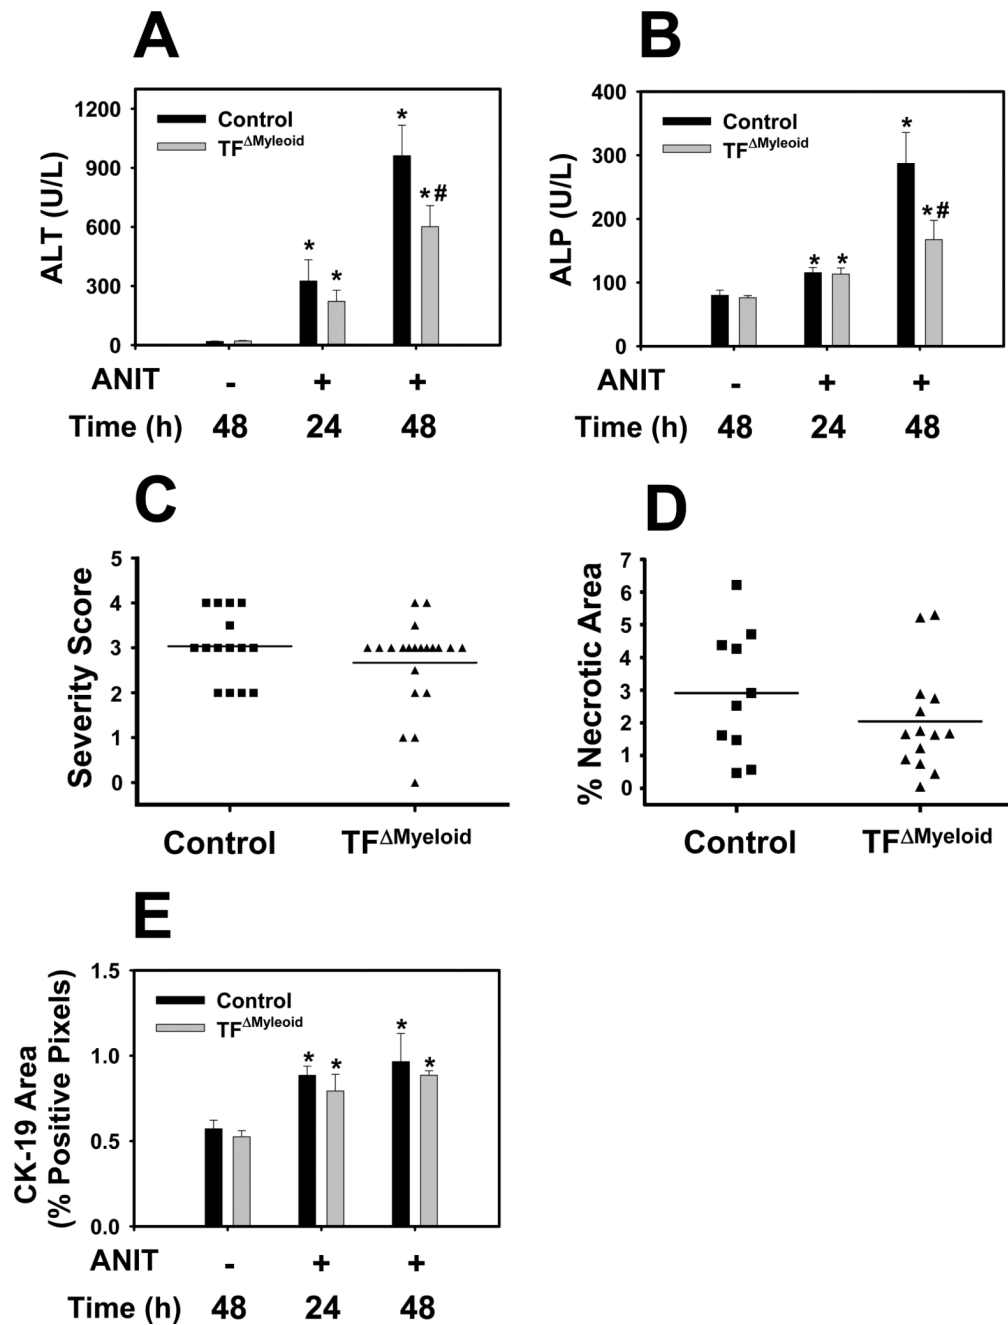 A
ALT (U/L)
1200
900
600
300
0
Control
TF^ΔMyleoid
*
*
*
*#
ANIT - + +
Time (h) 48 24 48
B
ALP (U/L)
400
300
200
100
0
Control
TF^ΔMyleoid
*
*
*
*#
ANIT - + +
Time (h) 48 24 48
C
Severity Score
5
4
3
2
1
0
Control TF^ΔMyeloid
D
% Necrotic Area
7
6
5
4
3
2
1
0
Control TF^ΔMyeloid
E
CK-19 Area
(% Positive Pixels)
1.5
1.0
0.5
0.0
Control
TF^ΔMyleoid
*
*
*
*
ANIT - + +
Time (h) 48 24 48